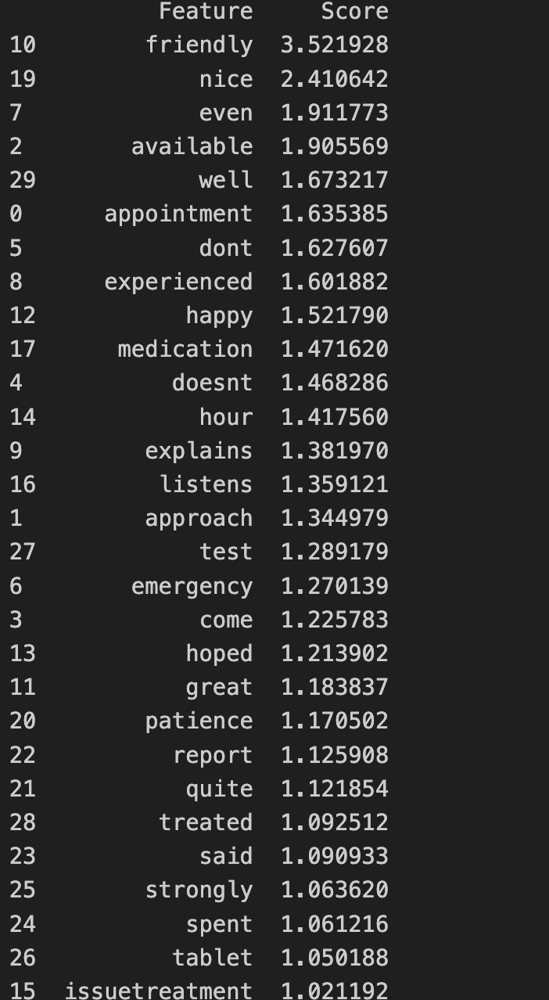 Feature Score
10 friendly 3.521928
19 nice 2.410642
7 even 1.911773
2 available 1.905569
29 well 1.673217
0 appointment 1.635385
5 dont 1.627607
8 experienced 1.601882
12 happy 1.521790
17 medication 1.471620
4 doesnt 1.468286
14 hour 1.417560
9 explains 1.381970
16 listens 1.359121
1 approach 1.344979
27 test 1.289179
6 emergency 1.270139
3 come 1.225783
13 hoped 1.213902
11 great 1.183837
20 patience 1.170502
22 report 1.125908
21 quite 1.121854
28 treated 1.092512
23 said 1.090933
25 strongly 1.063620
24 spent 1.061216
26 tablet 1.050188
15 issuetreatment 1.021192